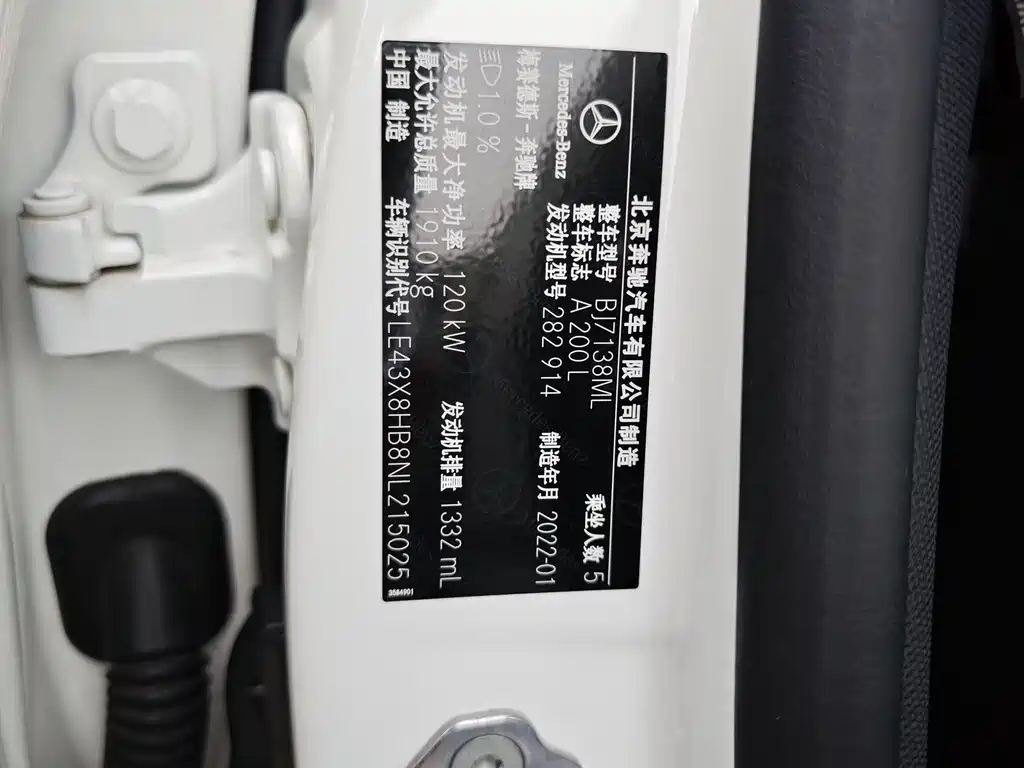 北京奔驰汽车有限公司制造
Mercedes-Benz
梅赛德斯-奔驰牌
整车型号 BJ7138ML 乘坐人数 5
整车标志 A 200 L
发动机型号 282 914 制造年月 2022-01
1.0 %
发动机最大净功率 120 kW 发动机排量 1332 mL
最大允许总质量 1910 kg
中国 制造 车辆识别代号 LE43X8HB8NL215025